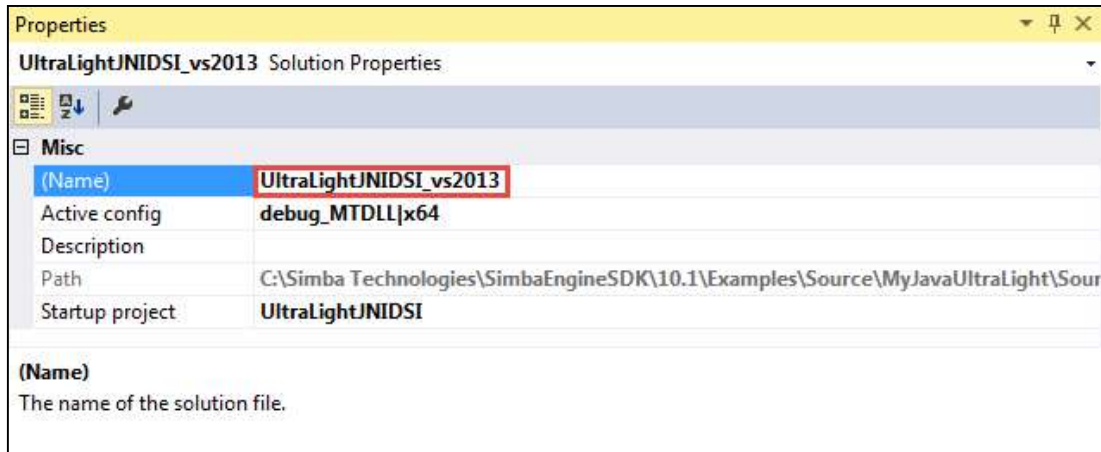 Properties
UltraLightJNIDSI_vs2013 Solution Properties
Misc
(Name) UltraLightJNIDSI_vs2013
Active config debug_MTDLL|x64
Description
Path C:\Simba Technologies\SimbaEngineSDK\10.1\Examples\Source\MyJavaUltraLight\Sour
Startup project UltraLightJNIDSI
(Name)
The name of the solution file.